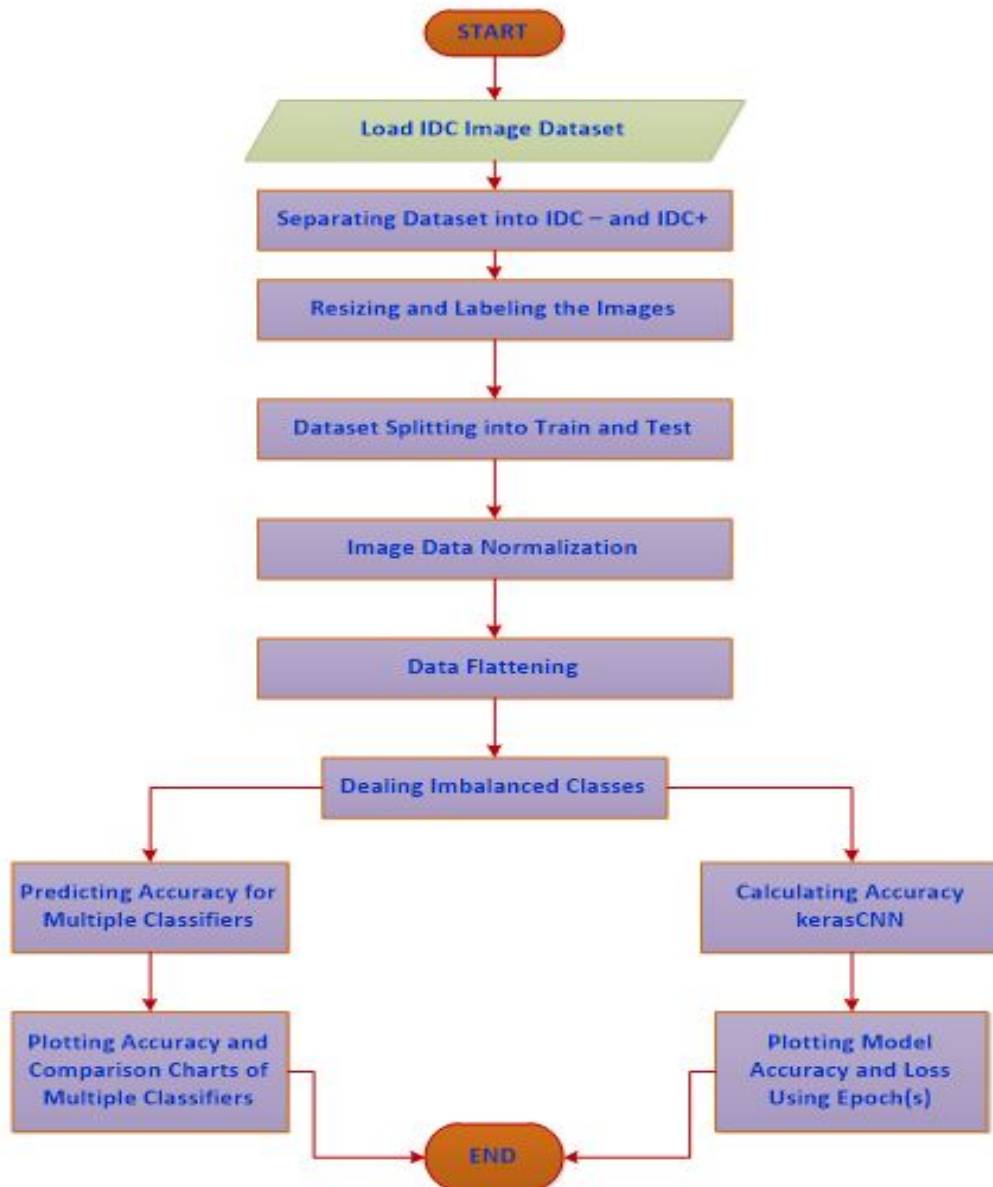 START
Load IDC Image Dataset
Separating Dataset into IDC – and IDC+
Resizing and Labeling the Images
Dataset Splitting into Train and Test
Image Data Normalization
Data Flattening
Dealing Imbalanced Classes
Predicting Accuracy for
Multiple Classifiers
Calculating Accuracy
kerasCNN
Plotting Accuracy and
Comparison Charts of
Multiple Classifiers
Plotting Model
Accuracy and Loss
Using Epoch(s)
END